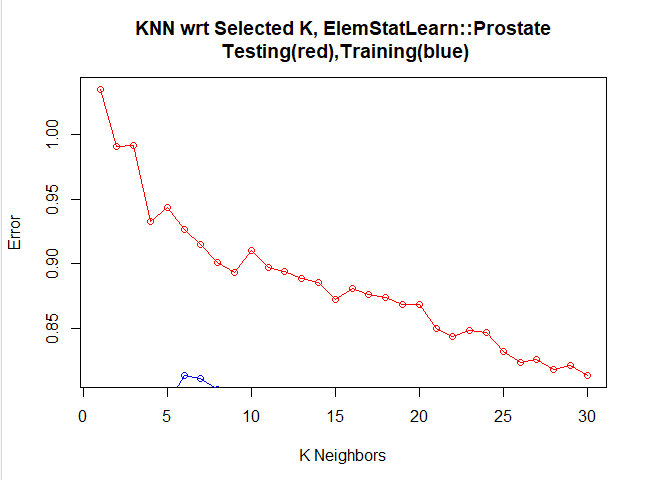 KNN wrt Selected K, ElemStatLearn::Prostate
Testing(red),Training(blue)
1.00
0.95
0.90
0.85
Error
0 5 10 15 20 25 30
K Neighbors